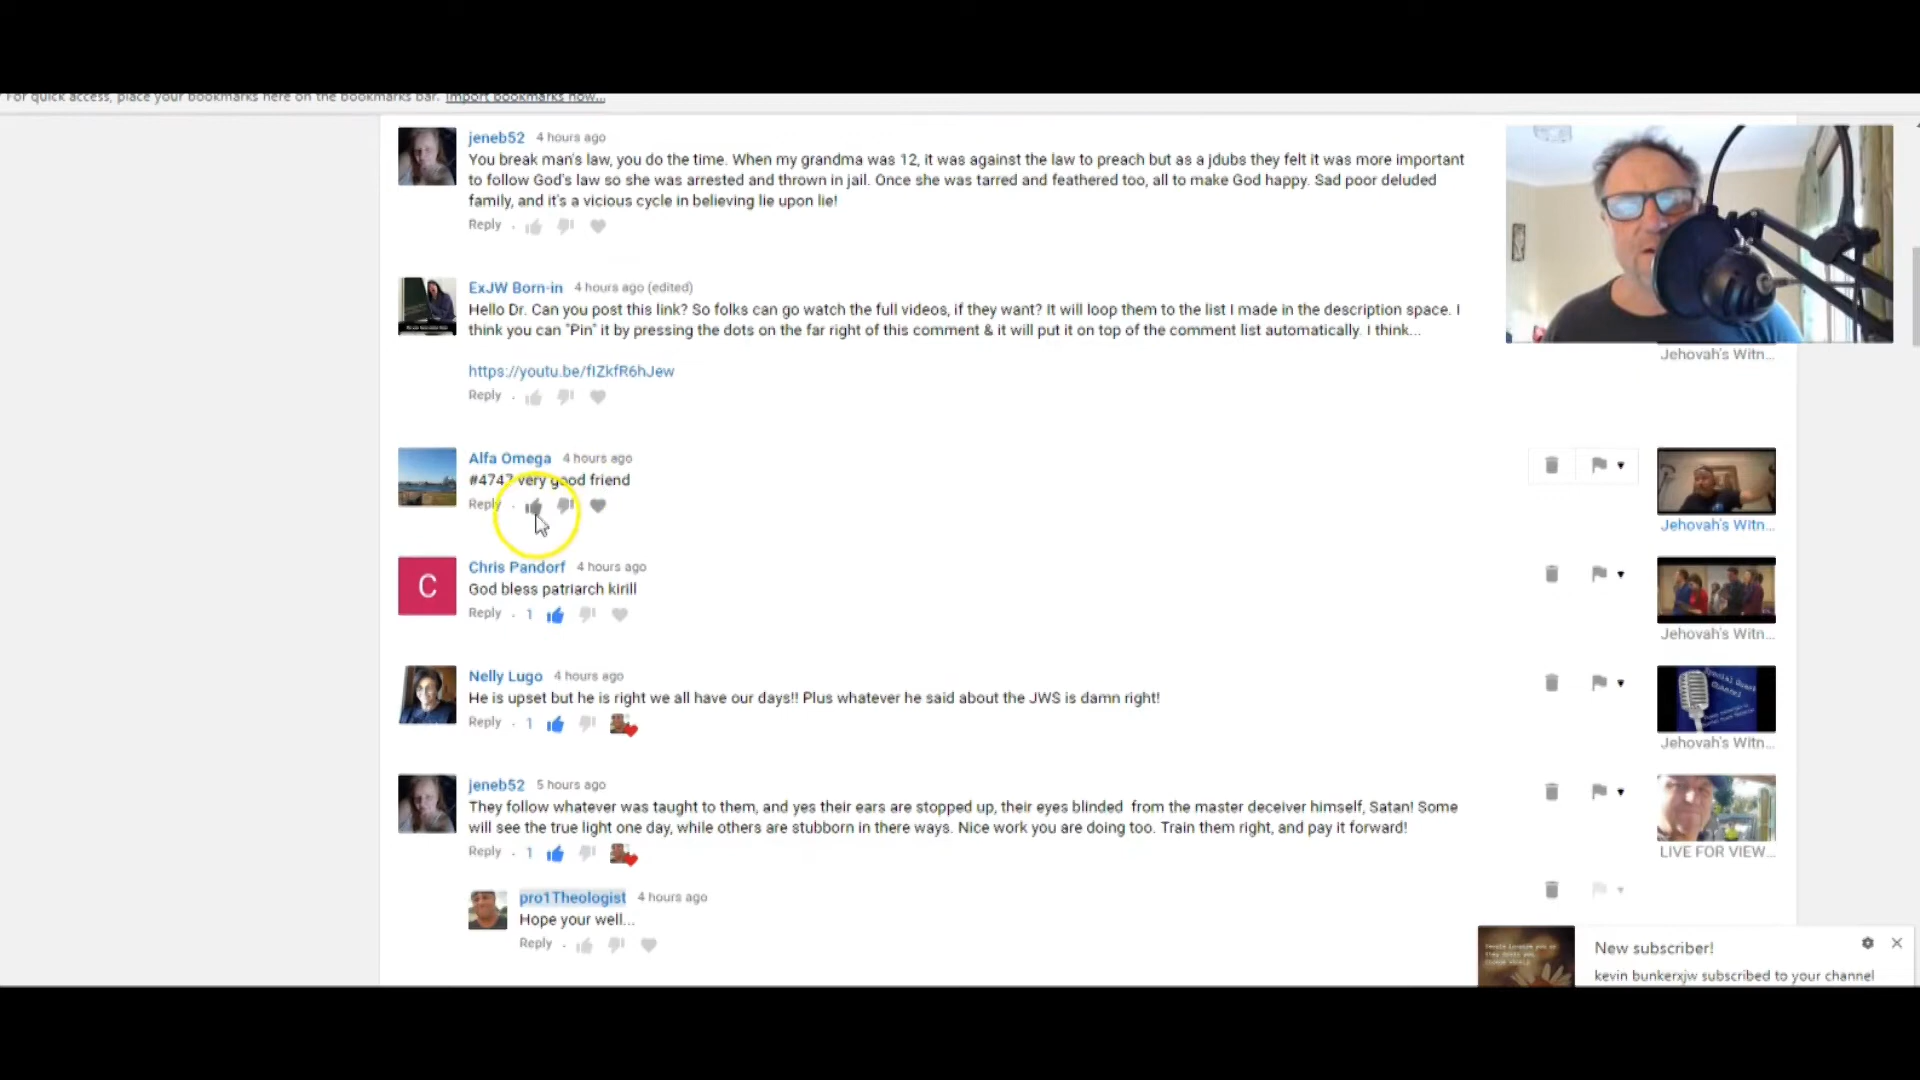 For quick access, place your bookmarks here on the bookmarks bar. Import bookmarks now...
jeneb52 4 hours ago
You break man's law, you do the time. When my grandma was 12, it was against the law to preach but as a jdubs they felt it was more important
to follow God's law so she was arrested and thrown in jail. Once she was tarred and feathered too, all to make God happy. Sad poor deluded
family, and it's a vicious cycle in believing lie upon lie!
Reply
ExJW Born-in 4 hours ago (edited)
Hello Dr. Can you post this link? So folks can go watch the full videos, if they want? It will loop them to the list I made in the description space. I
think you can "Pin" it by pressing the dots on the far right of this comment & it will put it on top of the comment list automatically. I think...
Jehovah's Witn...
https://youtu.be/fIZkfR6hJew
Reply
Alfa Omega 4 hours ago
#4747 very good friend
Reply
Jehovah's Witn...
Chris Pandorf 4 hours ago
God bless patriarch kirill
Reply 1
Jehovah's Witn...
C
Nelly Lugo 4 hours ago
He is upset but he is right we all have our days!! Plus whatever he said about the JWS is damn right!
Reply 1
Jehovah's Witn...
jeneb52 5 hours ago
They follow whatever was taught to them, and yes their ears are stopped up, their eyes blinded from the master deceiver himself, Satan! Some
will see the true light one day, while others are stubborn in there ways. Nice work you are doing too. Train them right, and pay it forward!
Reply 1
LIVE FOR VIEW...
pro1Theologist 4 hours ago
Hope your well...
Reply
New subscriber!
kevin bunkerxjw subscribed to your channel